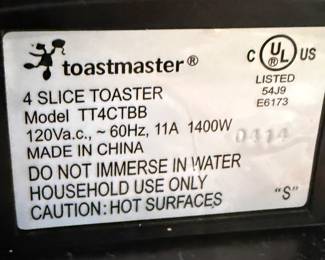 toastmaster®
C UL® US
LISTED
54J9
E6173
4 SLICE TOASTER
Model TT4CTBB
120Va.c., ~ 60Hz, 11A 1400W
0414
MADE IN CHINA
DO NOT IMMERSE IN WATER
HOUSEHOLD USE ONLY
CAUTION: HOT SURFACES
"S"